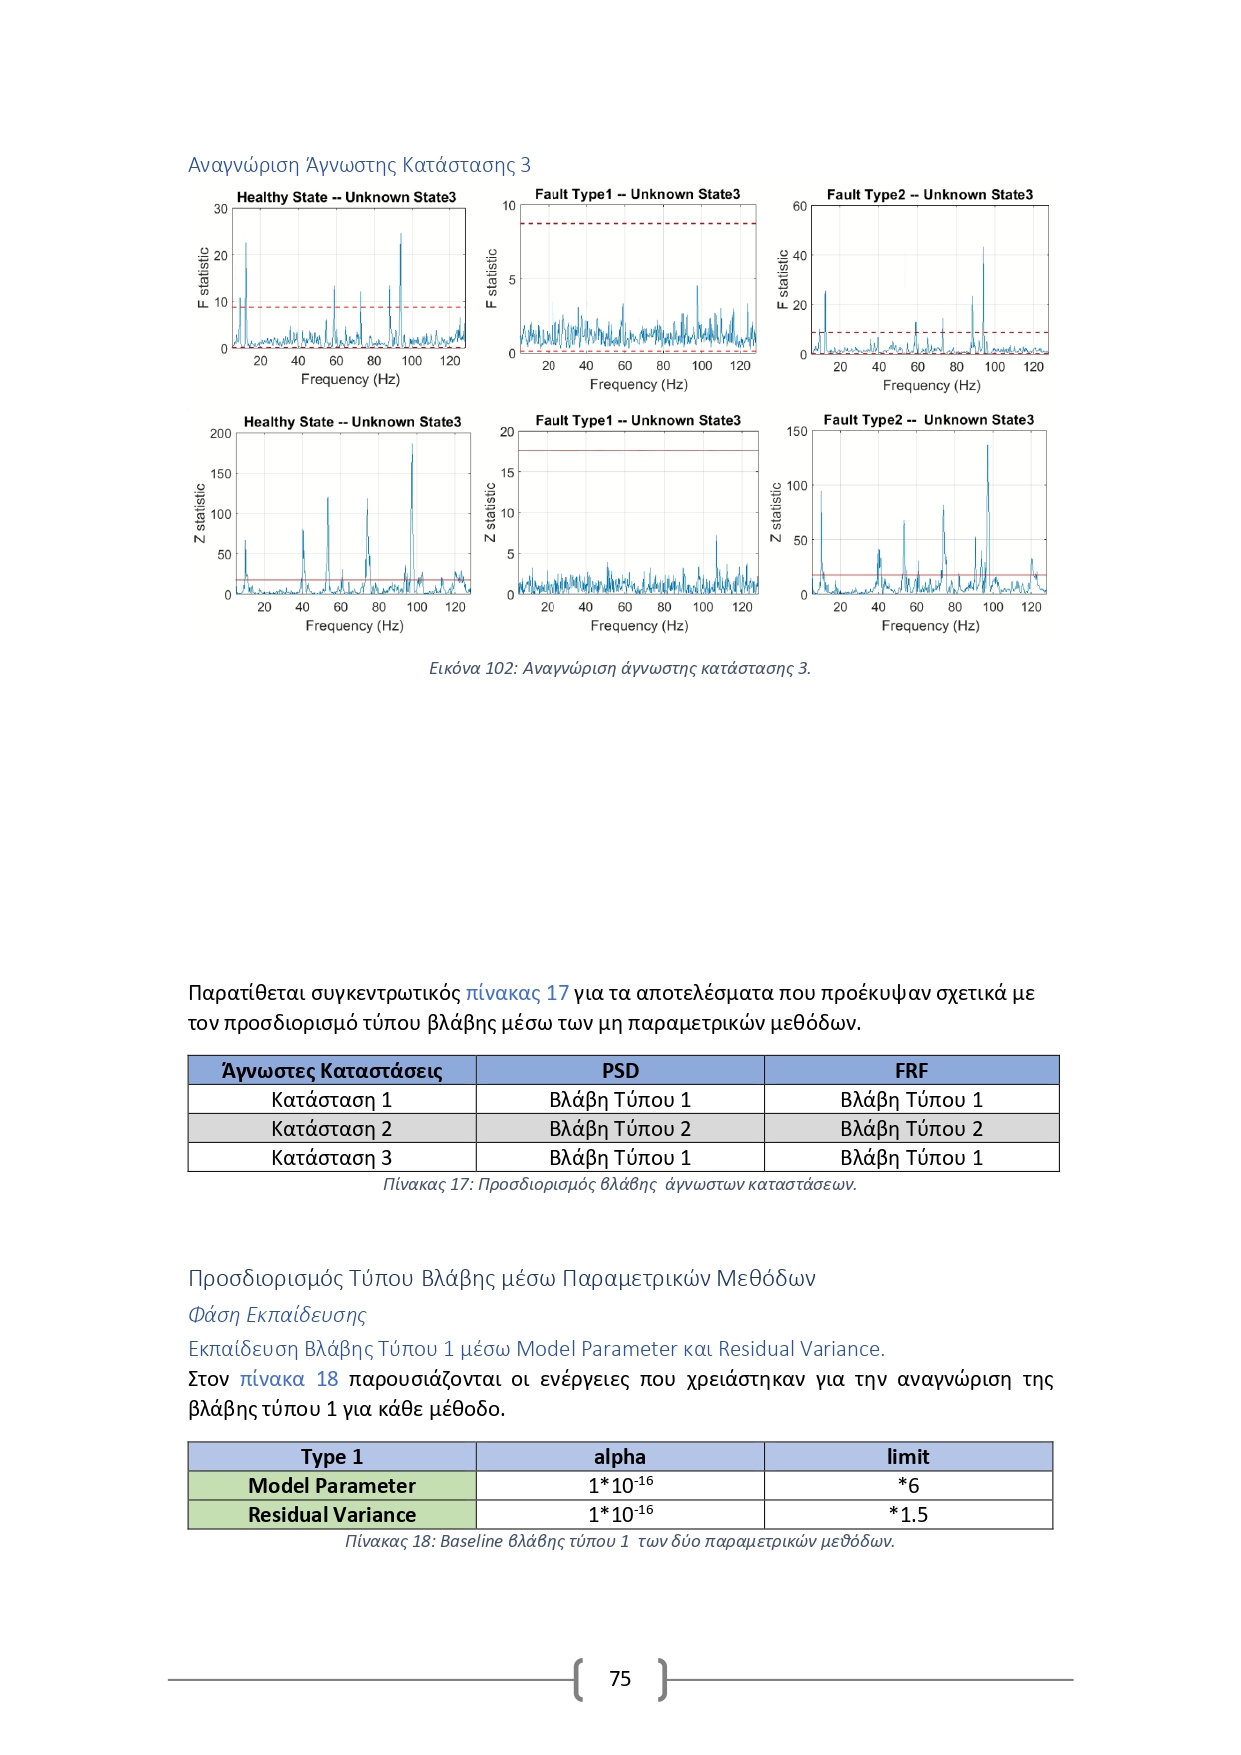 Αναγνώριση Άγνωστης Κατάστασης 3
Healthy State -- Unknown State3
30
20
10
0
F statistic
20 40 60 80 100 120
Frequency (Hz)
Fault Type1 -- Unknown State3
10
5
0
F statistic
20 40 60 80 100 120
Frequency (Hz)
Fault Type2 -- Unknown State3
60
40
20
0
F statistic
20 40 60 80 100 120
Frequency (Hz)
Healthy State -- Unknown State3
200
150
100
50
0
Z statistic
20 40 60 80 100 120
Frequency (Hz)
Fault Type1 -- Unknown State3
20
15
10
5
0
Z statistic
20 40 60 80 100 120
Frequency (Hz)
Fault Type2 -- Unknown State3
150
100
50
0
Z statistic
20 40 60 80 100 120
Frequency (Hz)
Εικόνα 102: Αναγνώριση άγνωστης κατάστασης 3.
Παρατίθεται συγκεντρωτικός πίνακας 17 για τα αποτελέσματα που προέκυψαν σχετικά με
τον προσδιορισμό τύπου βλάβης μέσω των μη παραμετρικών μεθόδων.
Άγνωστες Καταστάσεις PSD FRF
Κατάσταση 1 Βλάβη Τύπου 1 Βλάβη Τύπου 1
Κατάσταση 2 Βλάβη Τύπου 2 Βλάβη Τύπου 2
Κατάσταση 3 Βλάβη Τύπου 1 Βλάβη Τύπου 1
Πίνακας 17: Προσδιορισμός βλάβης άγνωστων καταστάσεων.
Προσδιορισμός Τύπου Βλάβης μέσω Παραμετρικών Μεθόδων
Φάση Εκπαίδευσης
Εκπαίδευση Βλάβης Τύπου 1 μέσω Model Parameter και Residual Variance.
Στον πίνακα 18 παρουσιάζονται οι ενέργειες που χρειάστηκαν για την αναγνώριση της
βλάβης τύπου 1 για κάθε μέθοδο.
Type 1 alpha limit
Model Parameter 1*10⁻¹⁶ *6
Residual Variance 1*10⁻¹⁶ *1.5
Πίνακας 18: Baseline βλάβης τύπου 1 των δύο παραμετρικών μεθόδων.
75